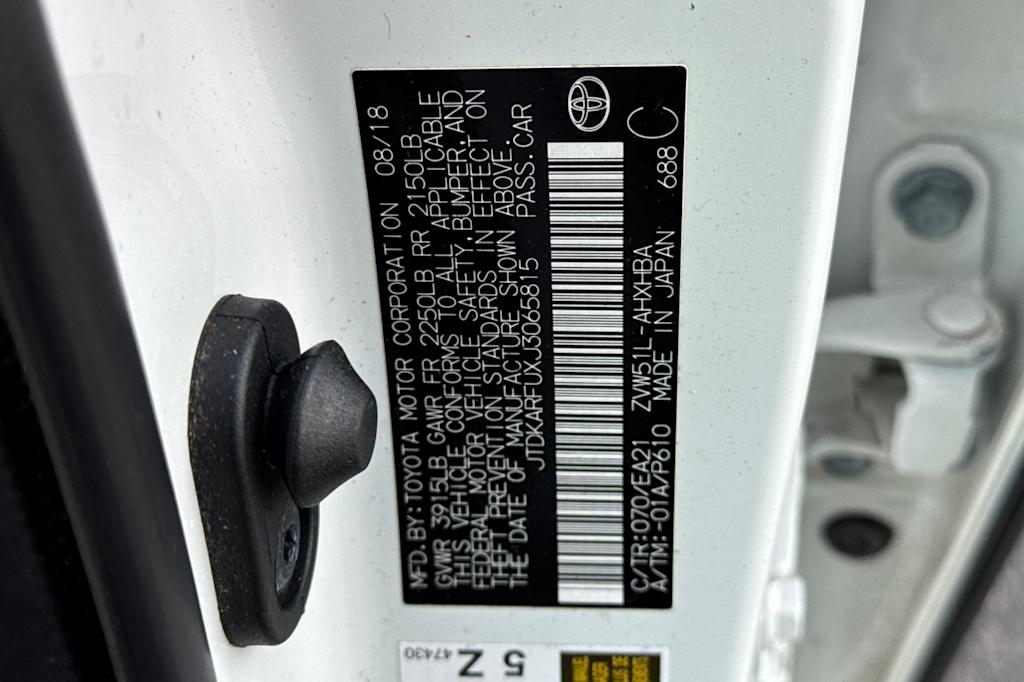 MFD. BY: TOYOTA MOTOR CORPORATION 08/18
GVWR 3915LB GAWR FR 2250LB RR 2150LB
THIS VEHICLE CONFORMS TO ALL APPLICABLE
FEDERAL MOTOR VEHICLE SAFETY, BUMPER, AND
THEFT PREVENTION STANDARDS IN EFFECT ON
THE DATE OF MANUFACTURE SHOWN ABOVE.
JTDKARFUXJ3065815 PASS. CAR
C/TR:070/EA21 ZVW51L-AHXHBA
A/TM:-01A/P610 MADE IN JAPAN 688 C
5 Z
47430